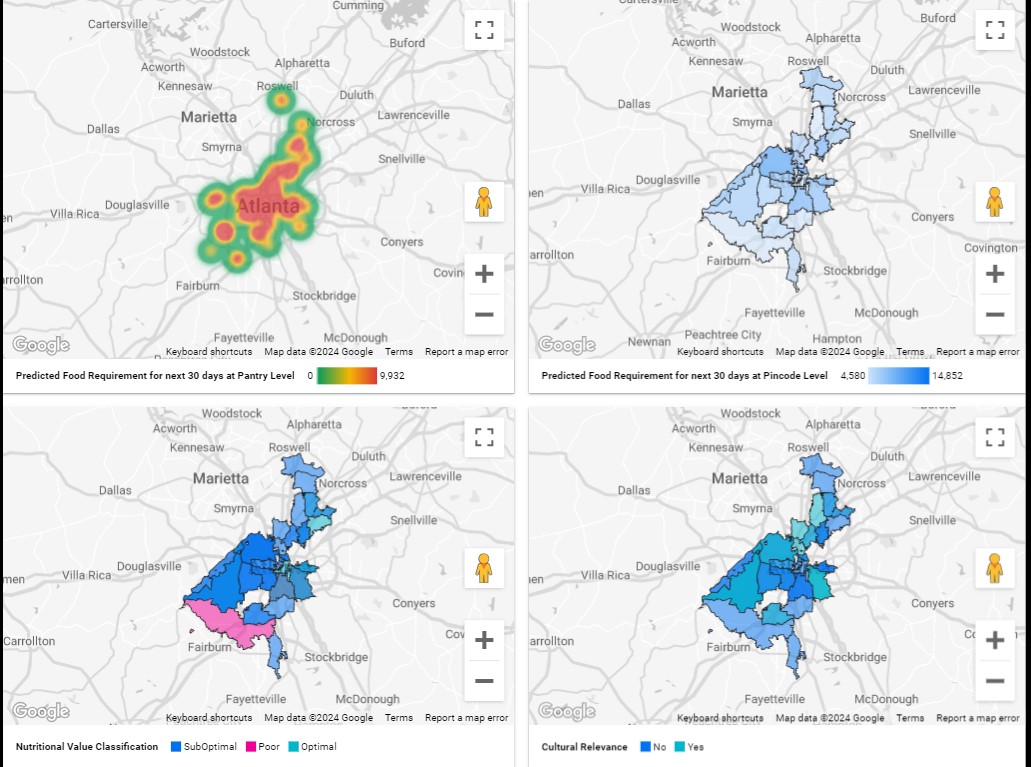 Cumming
Cartersville
Buford
Woodstock
Acworth
Alpharetta
Kennesaw
Roswell
Duluth
Marietta
Norcross
Lawrenceville
Dallas
Smyrna
Snellville
Douglasville
Atlanta
Villa Rica
en
Conyers
Covin
rrollton
Fairburn
Stockbridge
Fayetteville
McDonough
Google
Keyboard shortcuts Map data ©2024 Google Terms Report a map error
Predicted Food Requirement for next 30 days at Pantry Level 0 9,932
Cartersville
Woodstock
Buford
Acworth
Alpharetta
Kennesaw
Roswell
Duluth
Marietta
Norcross
Lawrenceville
Dallas
Smyrna
Snellville
Douglasville
Villa Rica
men
Conyers
Covington
arrollton
Fairburn
Stockbridge
Fayetteville
McDonough
Peachtree City
Newnan
Hampton
Google
Keyboard shortcuts Map data ©2024 Google Terms Report a map error
Predicted Food Requirement for next 30 days at Pincode Level 4,580 14,852
Woodstock
Acworth
Alpharetta
Kennesaw
Roswell
Duluth
Marietta
Norcross
Lawrenceville
Dallas
Smyrna
Snellville
Douglasville
Villa Rica
men
Conyers
Cov
Carrollton
Fairburn
Stockbridge
Fayetteville
McDonough
Google
Keyboard shortcuts Map data ©2024 Google Terms Report a map error
Nutritional Value Classification SubOptimal Poor Optimal
Woodstock
Acworth
Alpharetta
Kennesaw
Roswell
Duluth
Marietta
Norcross
Lawrenceville
Dallas
Smyrna
Snellville
Douglasville
Villa Rica
en
Conyers
Co
arrollton
Fairburn
Stockbridge
Fayetteville
McDonough
Google
Keyboard shortcuts Map data ©2024 Google Terms Report a map error
Cultural Relevance No Yes